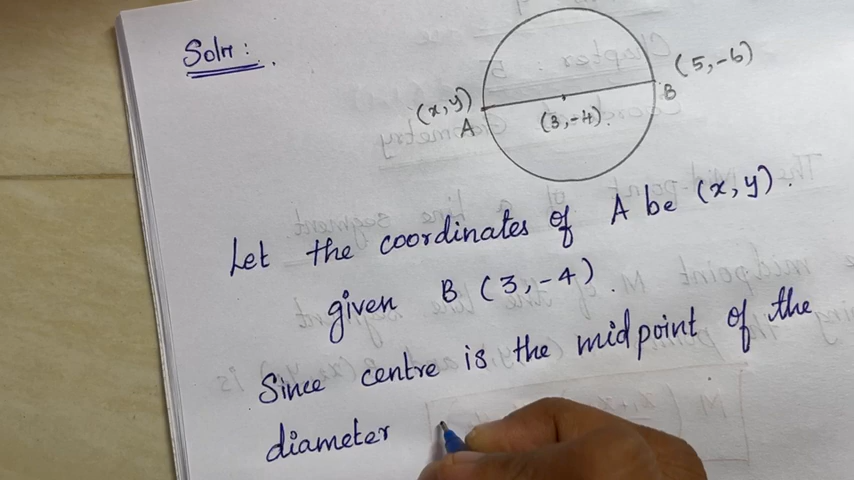 Soln :
(x, y)
A
(3, -4).
B
(5, -6)
Let the coordinates of A be (x, y).
given B (3, -4).
Since centre is the midpoint of the
diameter